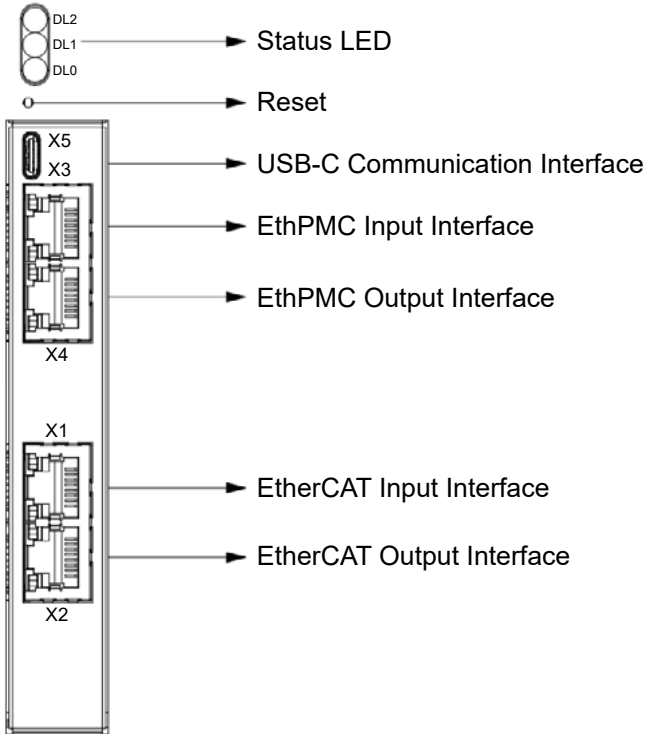 DL2
DL1
Status LED
DL0
Reset
X5
X3
USB-C Communication Interface
EthPMC Input Interface
EthPMC Output Interface
X4
X1
EtherCAT Input Interface
EtherCAT Output Interface
X2